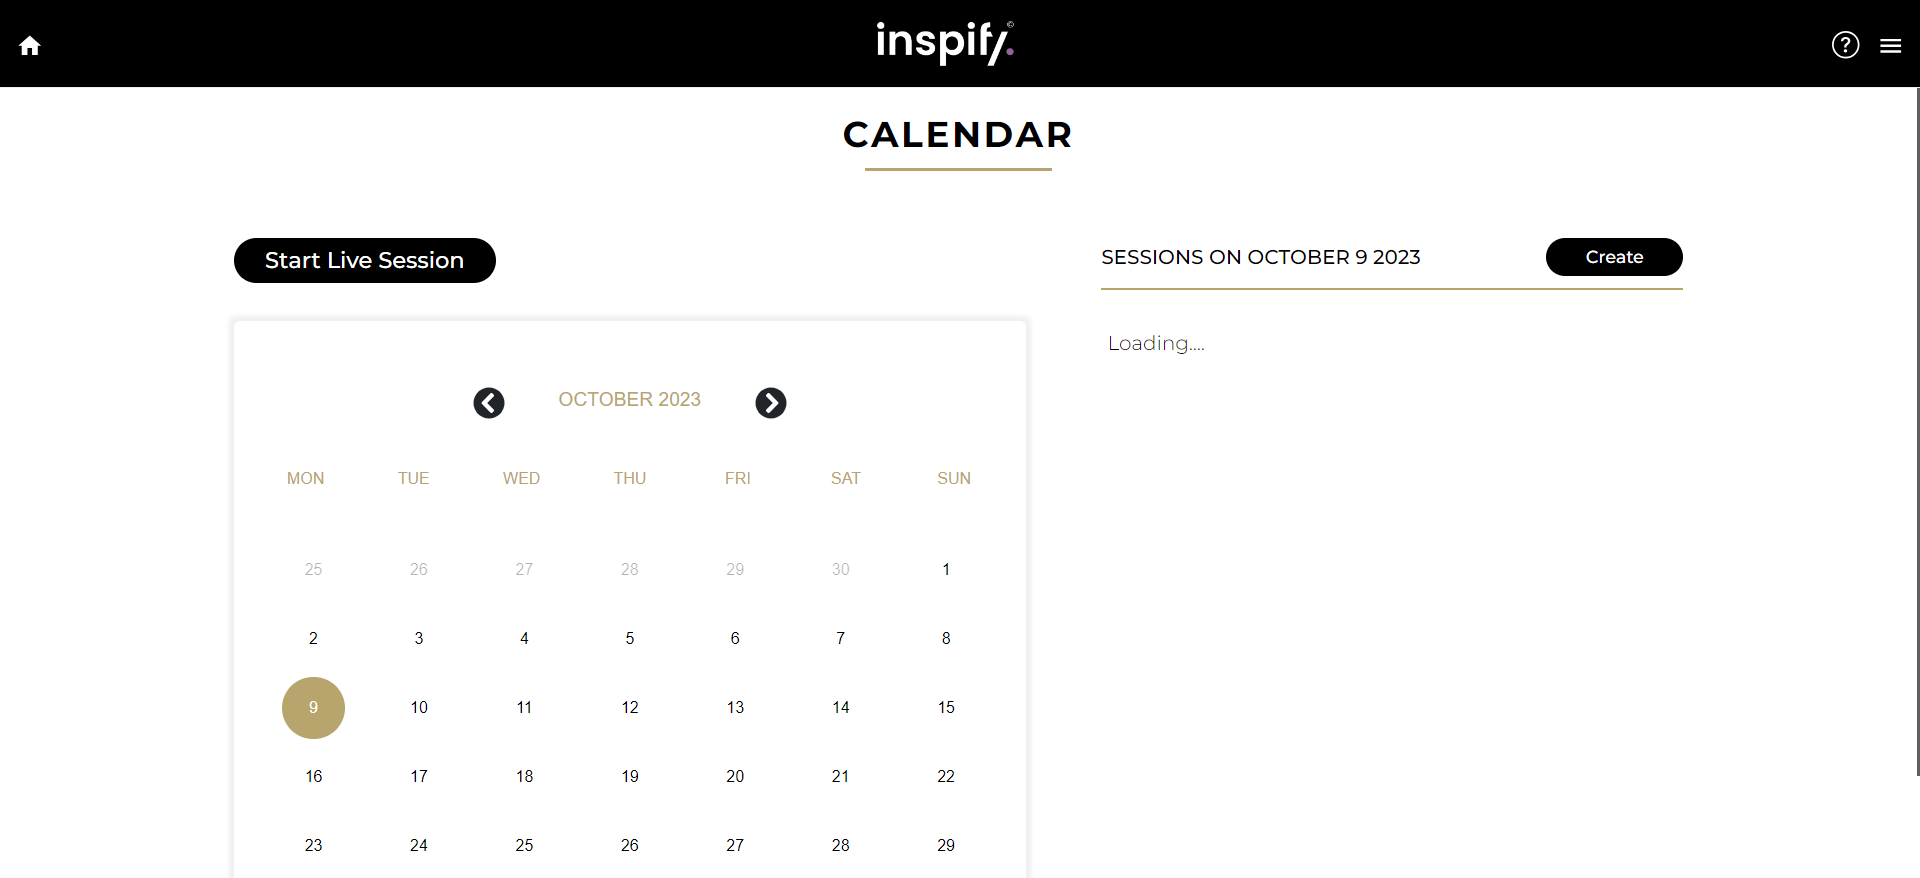 inspify.©
?
CALENDAR
Start Live Session
SESSIONS ON OCTOBER 9 2023
Create
Loading....
OCTOBER 2023
MON TUE WED THU FRI SAT SUN
25 26 27 28 29 30 1
2 3 4 5 6 7 8
9 10 11 12 13 14 15
16 17 18 19 20 21 22
23 24 25 26 27 28 29